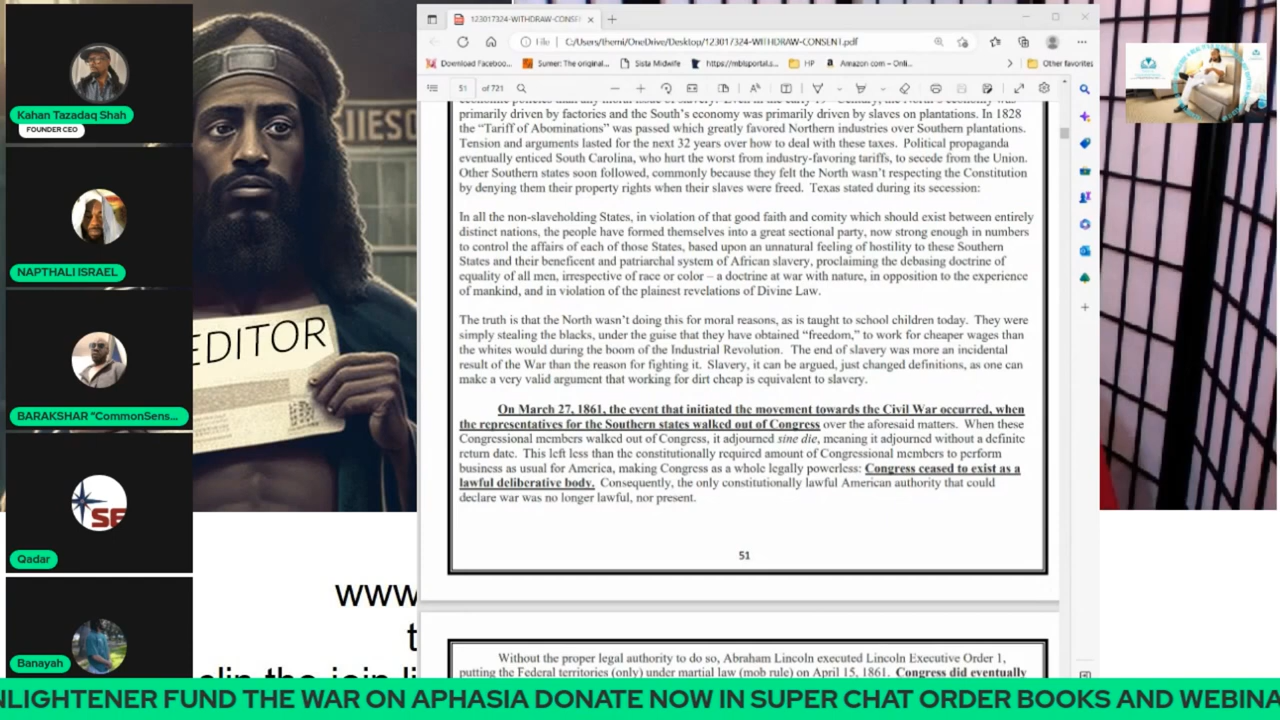 Kahan Tazadaq Shah
FOUNDER CEO
NAPTHALI ISRAEL
BARAKSHAR "CommonSens...
Qadar
SE
Banayah
EDITOR
www
123017324-WITHDRAW-CONSE
File
C:/Users/themi/OneDrive/Desktop/123017324-WITHDRAW-CONSENT.pdf
Download Faceboo...
Sumer: The original...
Sista Midwife
https://mblsportal.s...
HP
Amazon.com – Onli...
Other favorites
51 of 721
primarily driven by factories and the South's economy was primarily driven by slaves on plantations. In 1828
the “Tariff of Abominations” was passed which greatly favored Northern industries over Southern plantations.
Tension and arguments lasted for the next 32 years over how to deal with these taxes. Political propaganda
eventually enticed South Carolina, who hurt the worst from industry-favoring tariffs, to secede from the Union.
Other Southern states soon followed, commonly because they felt the North wasn’t respecting the Constitution
by denying them their property rights when their slaves were freed. Texas stated during its secession:
In all the non-slaveholding States, in violation of that good faith and comity which should exist between entirely
distinct nations, the people have formed themselves into a great sectional party, now strong enough in numbers
to control the affairs of each of those States, based upon an unnatural feeling of hostility to these Southern
States and their beneficent and patriarchal system of African slavery, proclaiming the debasing doctrine of
equality of all men, irrespective of race or color – a doctrine at war with nature, in opposition to the experience
of mankind, and in violation of the plainest revelations of Divine Law.
The truth is that the North wasn’t doing this for moral reasons, as is taught to school children today. They were
simply stealing the blacks, under the guise that they have obtained “freedom,” to work for cheaper wages than
the whites would during the boom of the Industrial Revolution. The end of slavery was more an incidental
result of the War than the reason for fighting it. Slavery, it can be argued, just changed definitions, as one can
make a very valid argument that working for dirt cheap is equivalent to slavery.
On March 27, 1861, the event that initiated the movement towards the Civil War occurred, when
the representatives for the Southern states walked out of Congress over the aforesaid matters. When these
Congressional members walked out of Congress, it adjourned sine die, meaning it adjourned without a definite
return date. This left less than the constitutionally required amount of Congressional members to perform
business as usual for America, making Congress as a whole legally powerless: Congress ceased to exist as a
lawful deliberative body. Consequently, the only constitutionally lawful American authority that could
declare war was no longer lawful, nor present.
51
Without the proper legal authority to do so, Abraham Lincoln executed Lincoln Executive Order 1,
putting the Federal territories (only) under martial law (mob rule) on April 15, 1861. Congress did eventually
NLIGHTENER FUND THE WAR ON APHASIA DONATE NOW IN SUPER CHAT ORDER BOOKS AND WEBINA